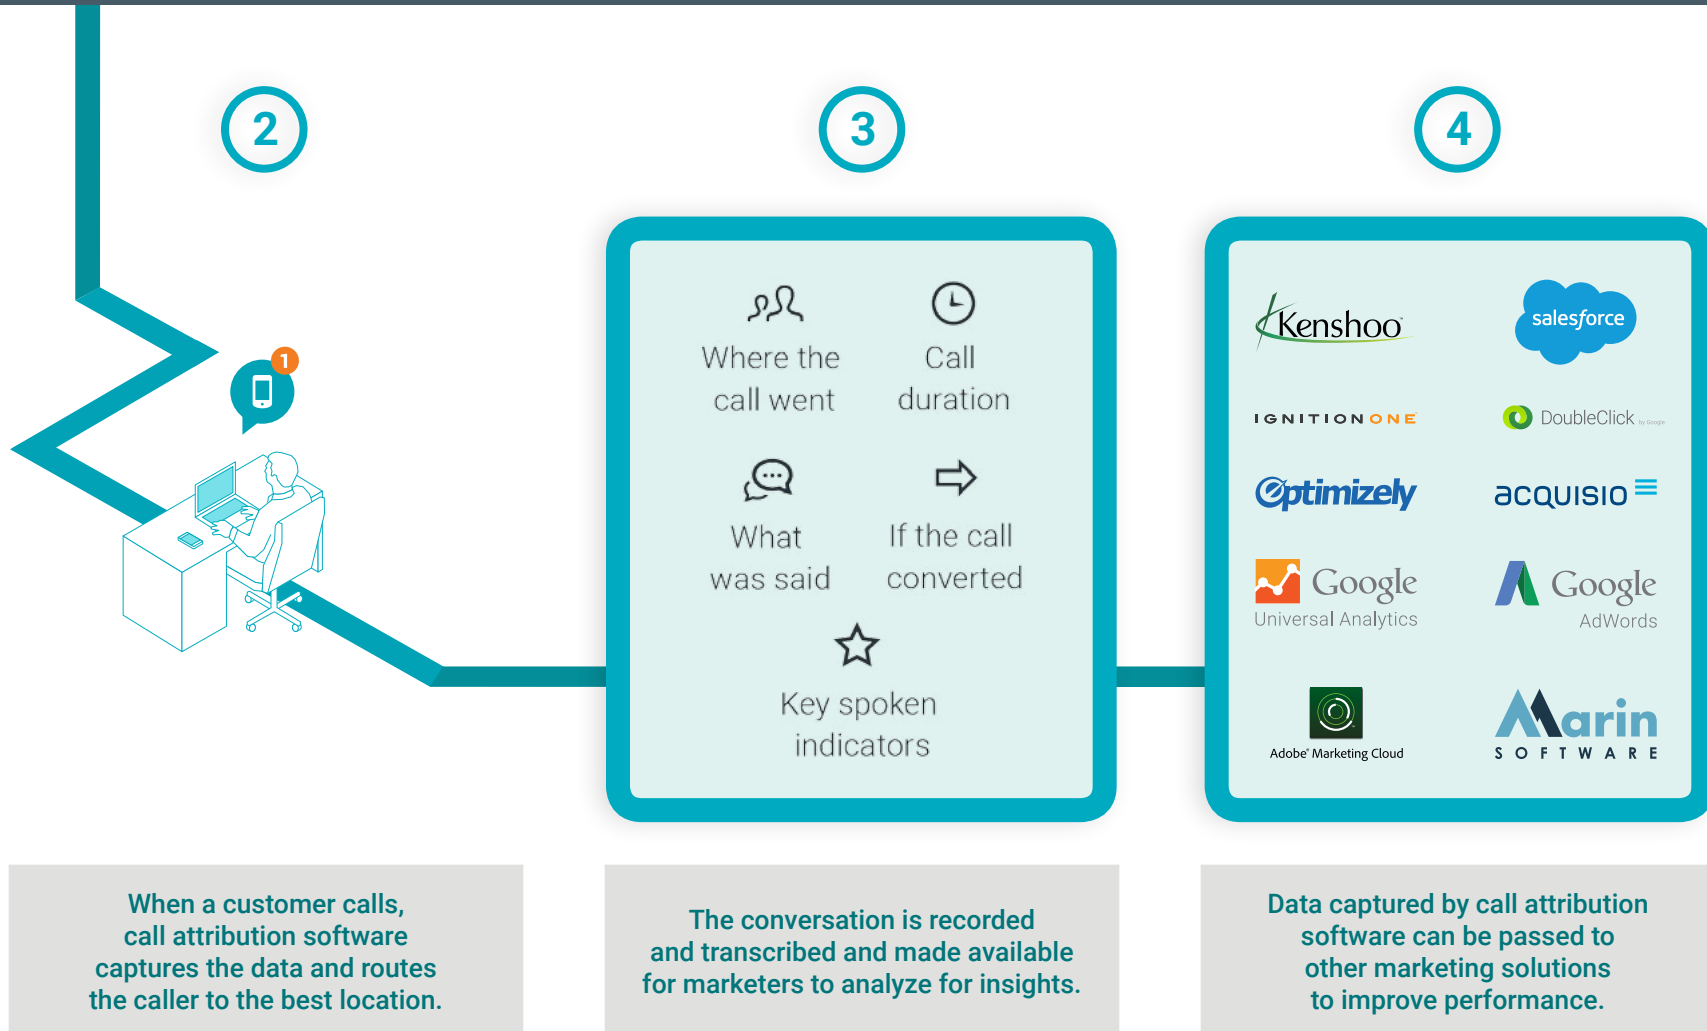 2
3
4
1
Where the
call went
Call
duration
What
was said
If the call
converted
Key spoken
indicators
Kenshoo
salesforce
IGNITIONONE
DoubleClick by Google
Optimizely
acquisio
Google
Universal Analytics
Google
AdWords
Adobe® Marketing Cloud
Marin
SOFTWARE
When a customer calls,
call attribution software
captures the data and routes
the caller to the best location.
The conversation is recorded
and transcribed and made available
for marketers to analyze for insights.
Data captured by call attribution
software can be passed to
other marketing solutions
to improve performance.